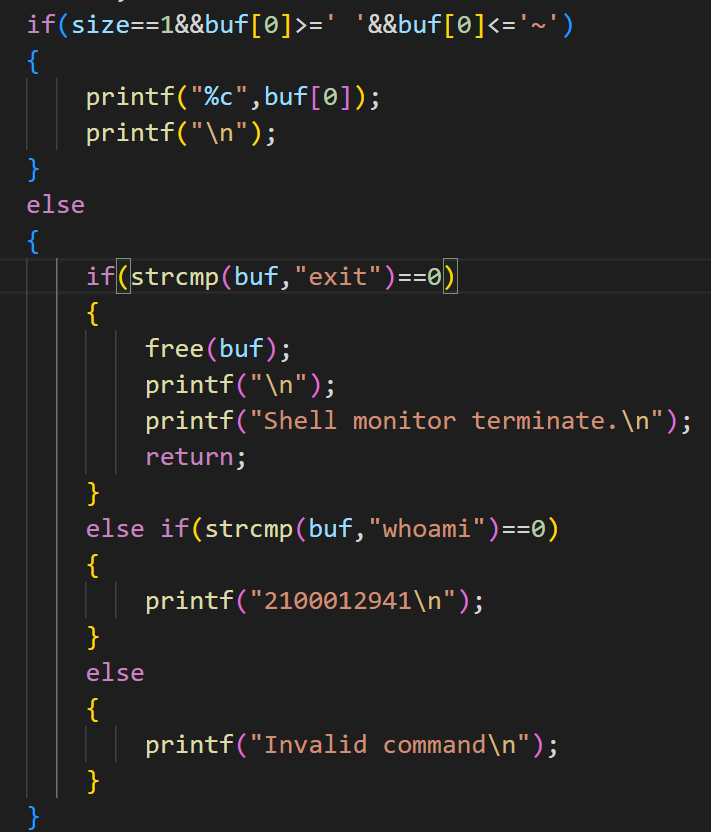 if(size==1&&buf[0]>=' '&&buf[0]<='~')
{
    printf("%c",buf[0]);
    printf("\n");
}
else
{
    if(strcmp(buf,"exit")==0)
    {
        free(buf);
        printf("\n");
        printf("Shell monitor terminate.\n");
        return;
    }
    else if(strcmp(buf,"whoami")==0)
    {
        printf("2100012941\n");
    }
    else
    {
        printf("Invalid command\n");
    }
}